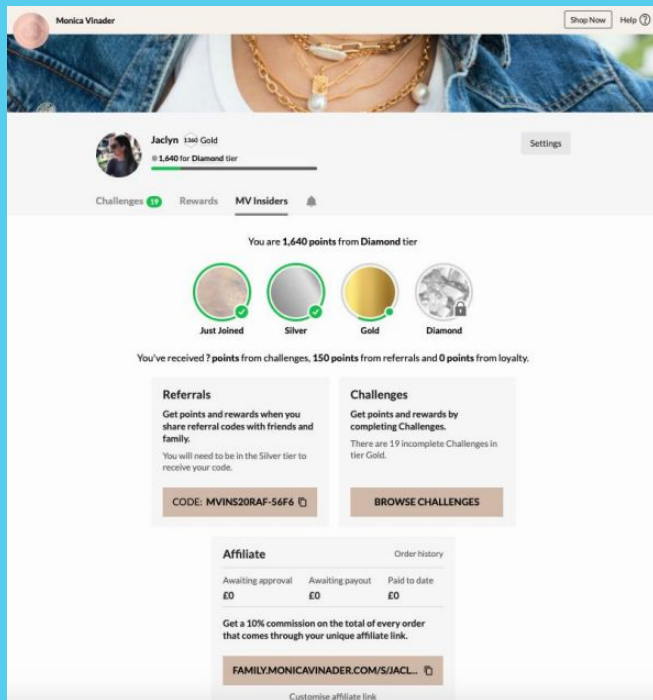 Monica Vinader
Shop Now
Help ?
Jaclyn 1360 Gold
1,640 for Diamond tier
Settings
Challenges 19 Rewards MV Insiders
You are 1,640 points from Diamond tier
Just Joined Silver Gold Diamond
You've received ? points from challenges, 150 points from referrals and 0 points from loyalty.
Referrals
Get points and rewards when you
share referral codes with friends and
family.
You will need to be in the Silver tier to
receive your code.
CODE: MVINS20RAF-56F6
Challenges
Get points and rewards by
completing Challenges.
There are 19 incomplete Challenges in
tier Gold.
BROWSE CHALLENGES
Affiliate Order history
Awaiting approval Awaiting payout Paid to date
£0 £0 £0
Get a 10% commission on the total of every order
that comes through your unique affiliate link.
FAMILY.MONICAVINADER.COM/S/JACL..
Customise affiliate link